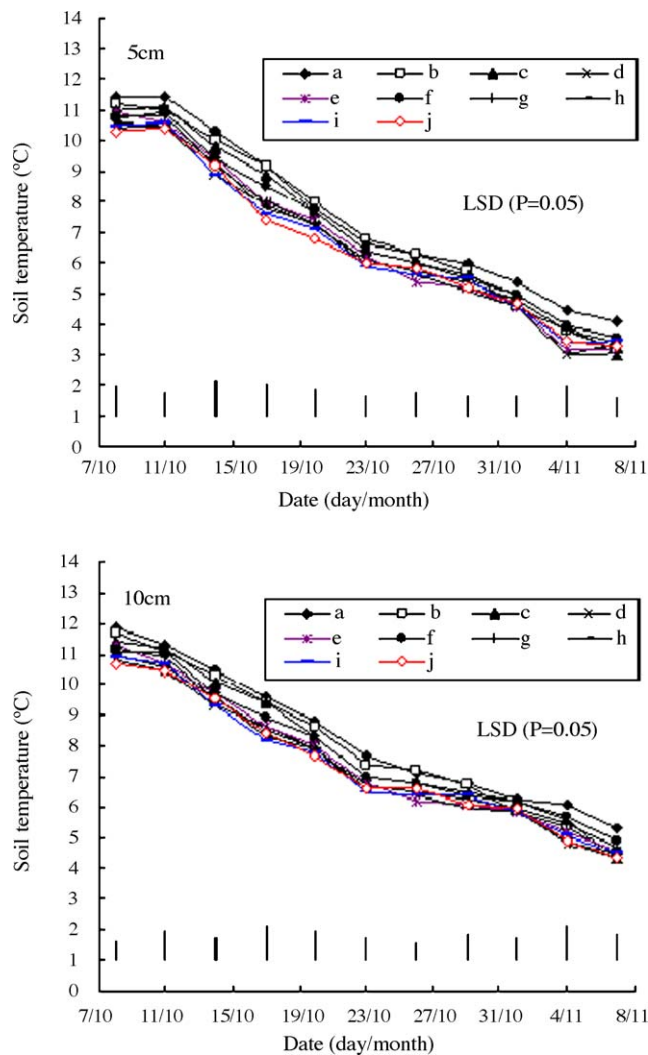 14
13
12
11
10
9
8
7
6
5
4
3
2
1
0
Soil temperature (ºC)
5cm
a b c d
e f g h
i j
LSD (P=0.05)
7/10 11/10 15/10 19/10 23/10 27/10 31/10 4/11 8/11
Date (day/month)
14
13
12
11
10
9
8
7
6
5
4
3
2
1
0
Soil temperature (ºC)
10cm
a b c d
e f g h
i j
LSD (P=0.05)
7/10 11/10 15/10 19/10 23/10 27/10 31/10 4/11 8/11
Date (day/month)